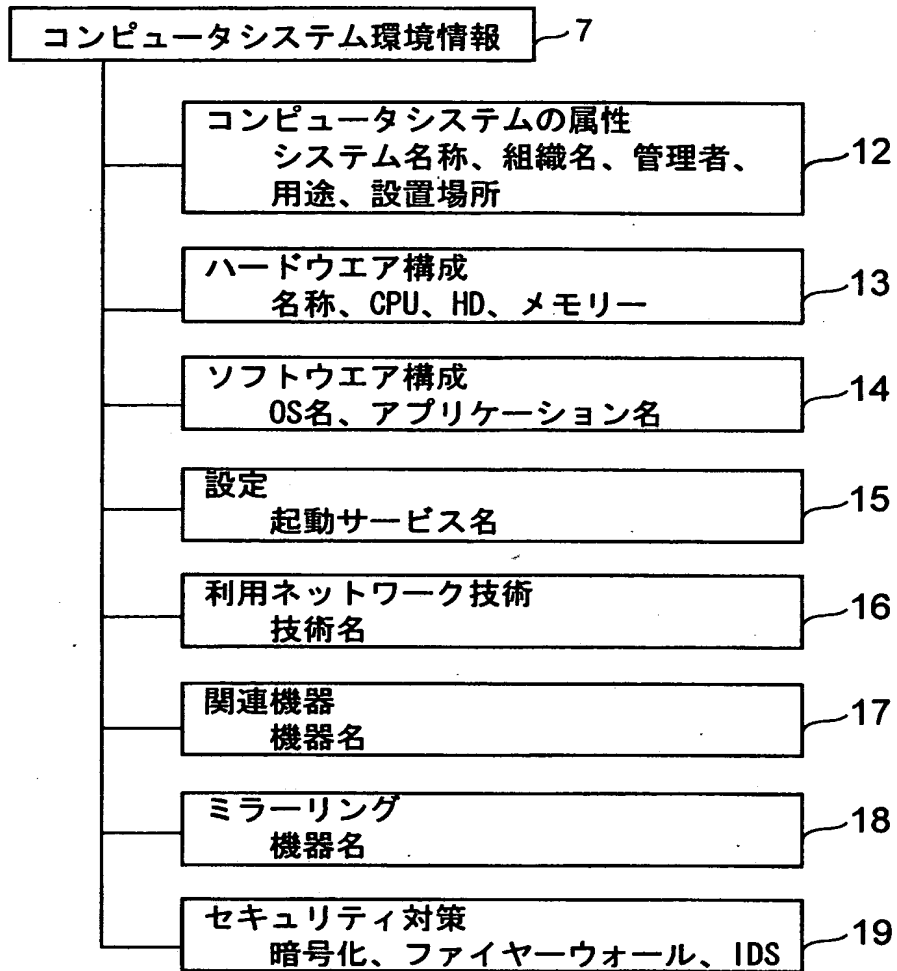 コンピュータシステム環境情報 7
コンピュータシステムの属性
システム名称、組織名、管理者、 12
用途、設置場所
ハードウエア構成 13
名称、CPU、HD、メモリー
ソフトウエア構成 14
OS名、アプリケーション名
設定 15
起動サービス名
利用ネットワーク技術 16
技術名
関連機器 17
機器名
ミラーリング 18
機器名
セキュリティ対策 19
暗号化、ファイヤーウォール、IDS